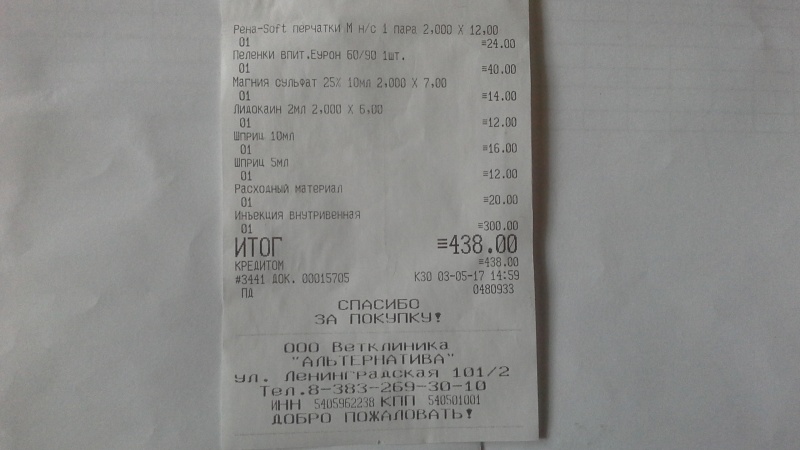 Рена-Soft перчатки М н/с 1 пара 2,000 X 12,00
01 =24.00
Пеленки впит.Еурон 60/90 1шт.
01 =40.00
Магния сульфат 25% 10мл 2,000 X 7,00
01 =14.00
Лидокаин 2мл 2,000 X 6,00
01 =12.00
Шприц 10мл
01 =16.00
Шприц 5мл
01 =12.00
Расходный материал
01 =20.00
Инъекция внутривенная
01 =300.00
ИТОГ =438.00
КРЕДИТОМ =438.00
#3441 ДОК. 00015705 К30 03-05-17 14:59
ПД 0480933
СПАСИБО
ЗА ПОКУПКУ!
ООО Ветклиника
"АЛЬТЕРНАТИВА"
ул. Ленинградская 101/2
Тел.8-383-269-30-10
ИНН 5405962238 КПП 540501001
ДОБРО ПОЖАЛОВАТЬ!